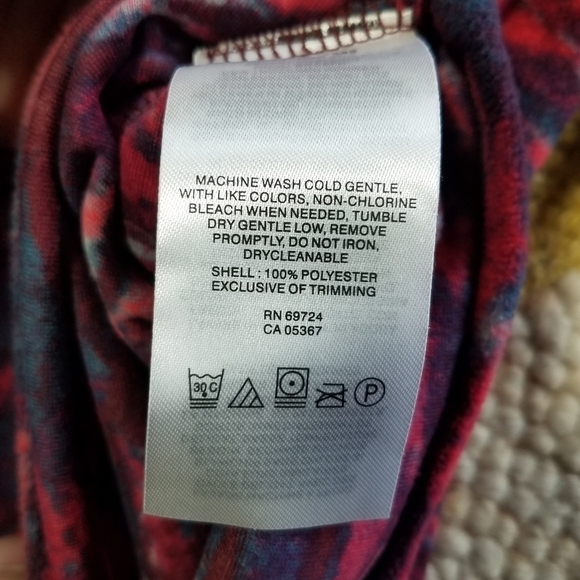 MACHINE WASH COLD GENTLE,
WITH LIKE COLORS, NON-CHLORINE
BLEACH WHEN NEEDED, TUMBLE
DRY GENTLE LOW, REMOVE
PROMPTLY, DO NOT IRON,
DRYCLEANABLE
SHELL : 100% POLYESTER
EXCLUSIVE OF TRIMMING
RN 69724
CA 05367
30 C
P